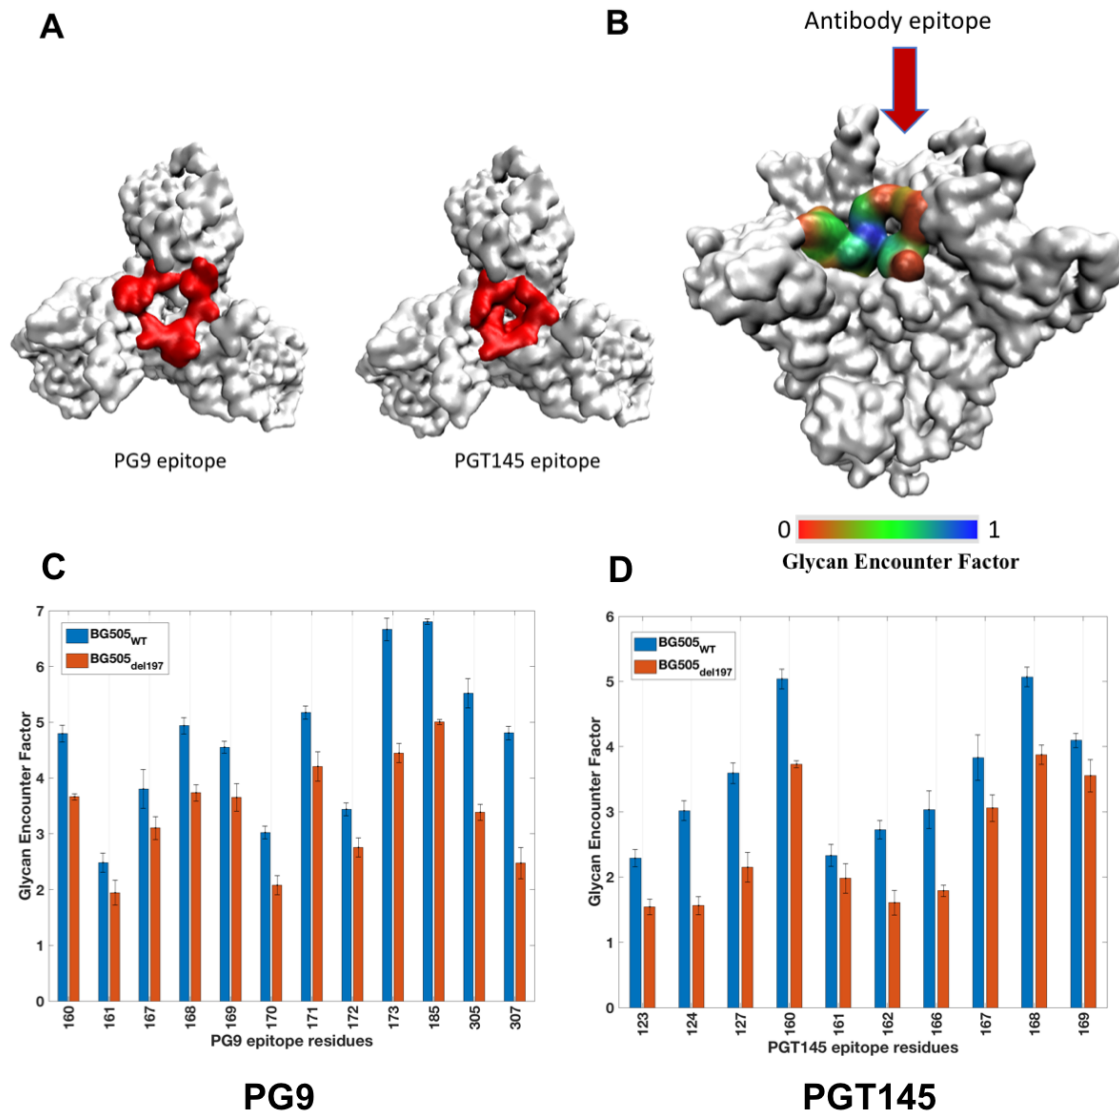 A
B
Antibody epitope
PG9 epitope
PGT145 epitope
0 1
Glycan Encounter Factor
C
D
7
6
5
4
3
2
1
0
Glycan Encounter Factor
BG505WT
BG505del197
160 161 167 168 169 170 171 172 173 185 305 307
PG9 epitope residues
PG9
6
5
4
3
2
1
0
Glycan Encounter Factor
BG505WT
BG505del197
123 124 127 160 161 162 166 167 168 169
PGT145 epitope residues
PGT145